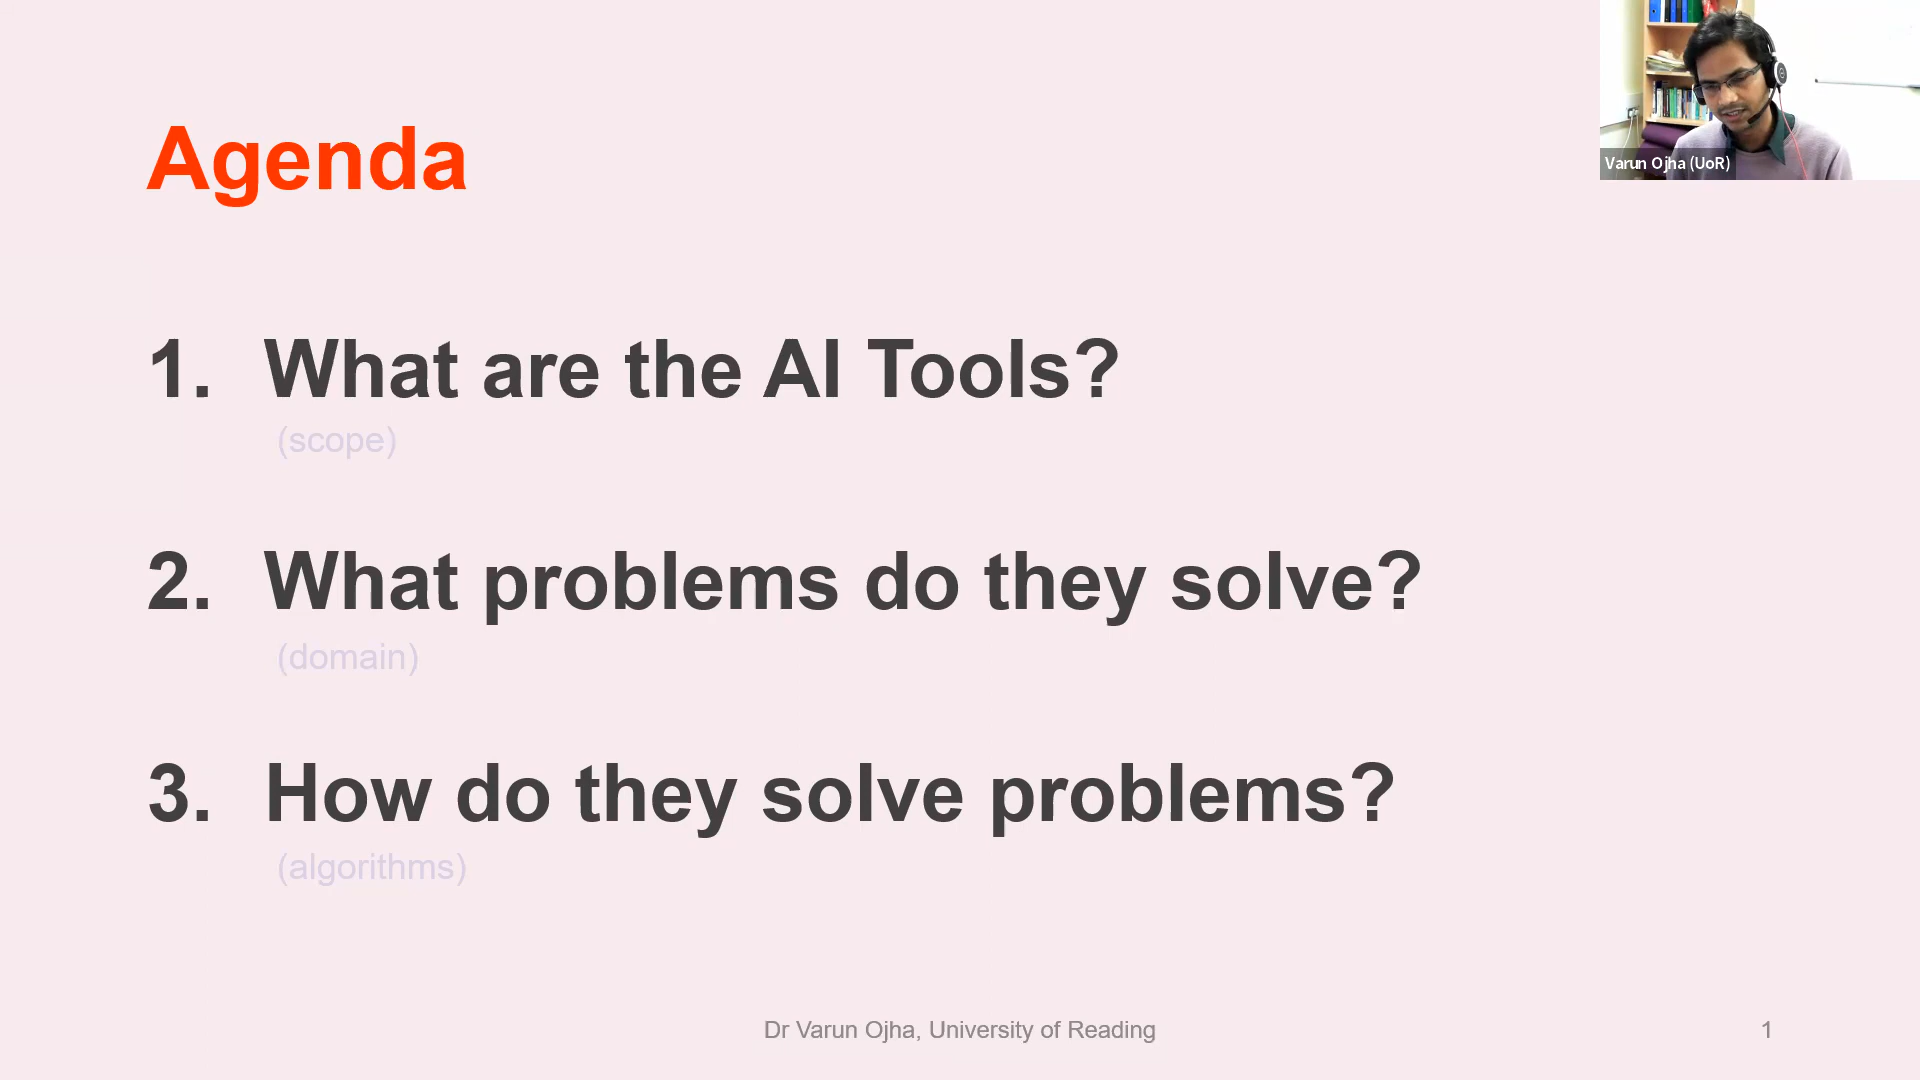 Agenda
Varun Ojha (UoR)
1. What are the AI Tools?
(scope)
2. What problems do they solve?
(domain)
3. How do they solve problems?
(algorithms)
Dr Varun Ojha, University of Reading
1